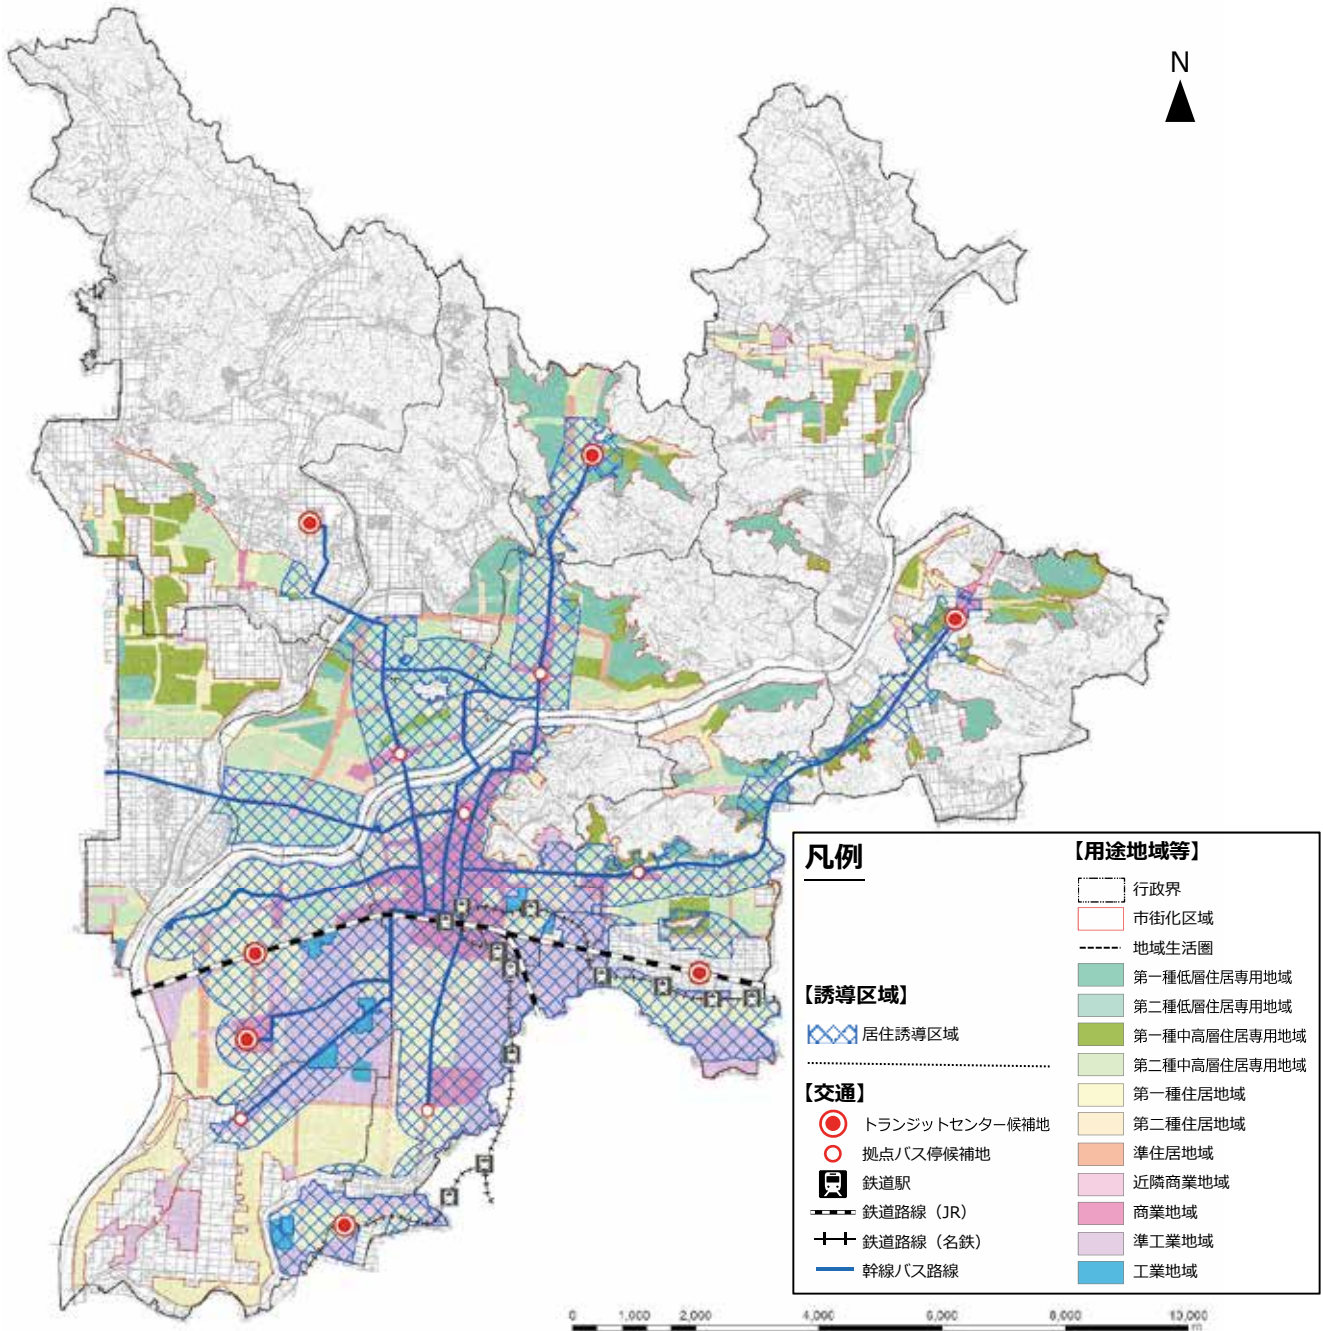 N
凡例
【誘導区域】
居住誘導区域
【交通】
トランジットセンター候補地
拠点バス停候補地
鉄道駅
鉄道路線（JR）
鉄道路線（名鉄）
幹線バス路線
【用途地域等】
行政界
市街化区域
地域生活圏
第一種低層住居専用地域
第二種低層住居専用地域
第一種中高層住居専用地域
第二種中高層住居専用地域
第一種住居地域
第二種住居地域
準住居地域
近隣商業地域
商業地域
準工業地域
工業地域
0 1,000 2,000 4,000 6,000 8,000 10,000
m